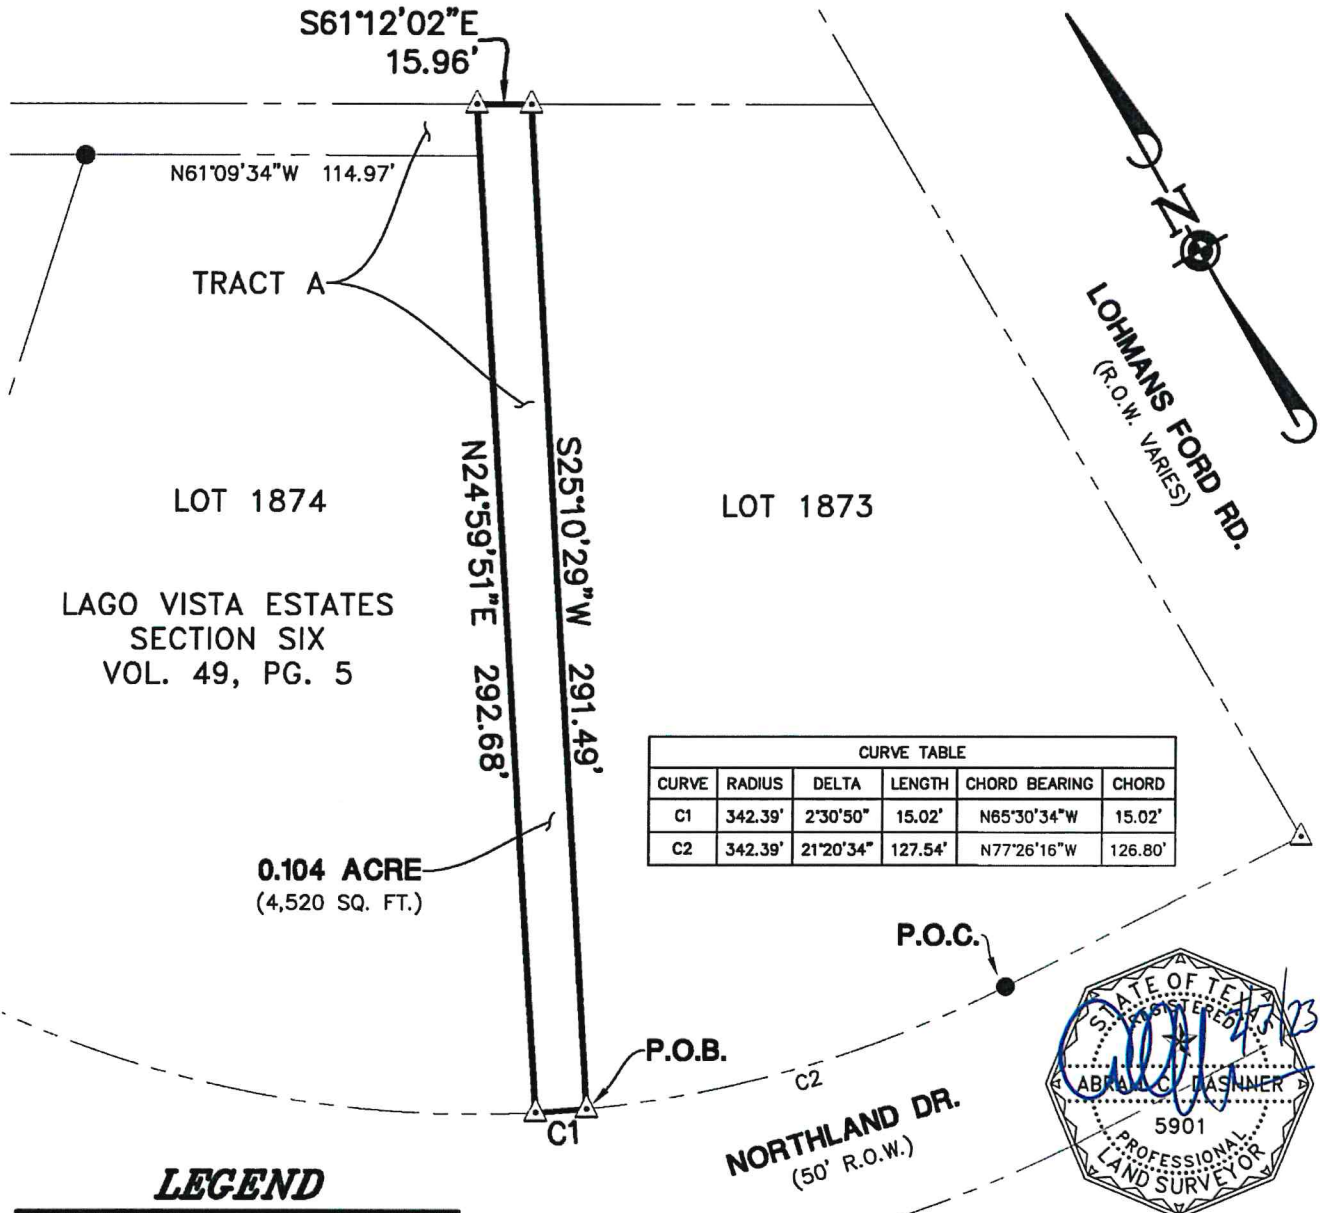 S61°12'02"E
15.96'
N61°09'34"W 114.97'
TRACT A
N
LOHMANS FORD RD.
(R.O.W. VARIES)
LOT 1874
N24°59'51"E 292.68'
S25°10'29"W 291.49'
LOT 1873
LAGO VISTA ESTATES
SECTION SIX
VOL. 49, PG. 5
CURVE TABLE
CURVE RADIUS DELTA LENGTH CHORD BEARING CHORD
C1 342.39' 2°30'50" 15.02' N65°30'34"W 15.02'
C2 342.39' 21°20'34" 127.54' N77°26'16"W 126.80'
0.104 ACRE
(4,520 SQ. FT.)
P.O.C.
P.O.B.
C2
C1
NORTHLAND DR.
(50' R.O.W.)
STATE OF TEXAS
REGISTERED
ABRAM C. DASHNER
5901
PROFESSIONAL
LAND SURVEYOR
LEGEND